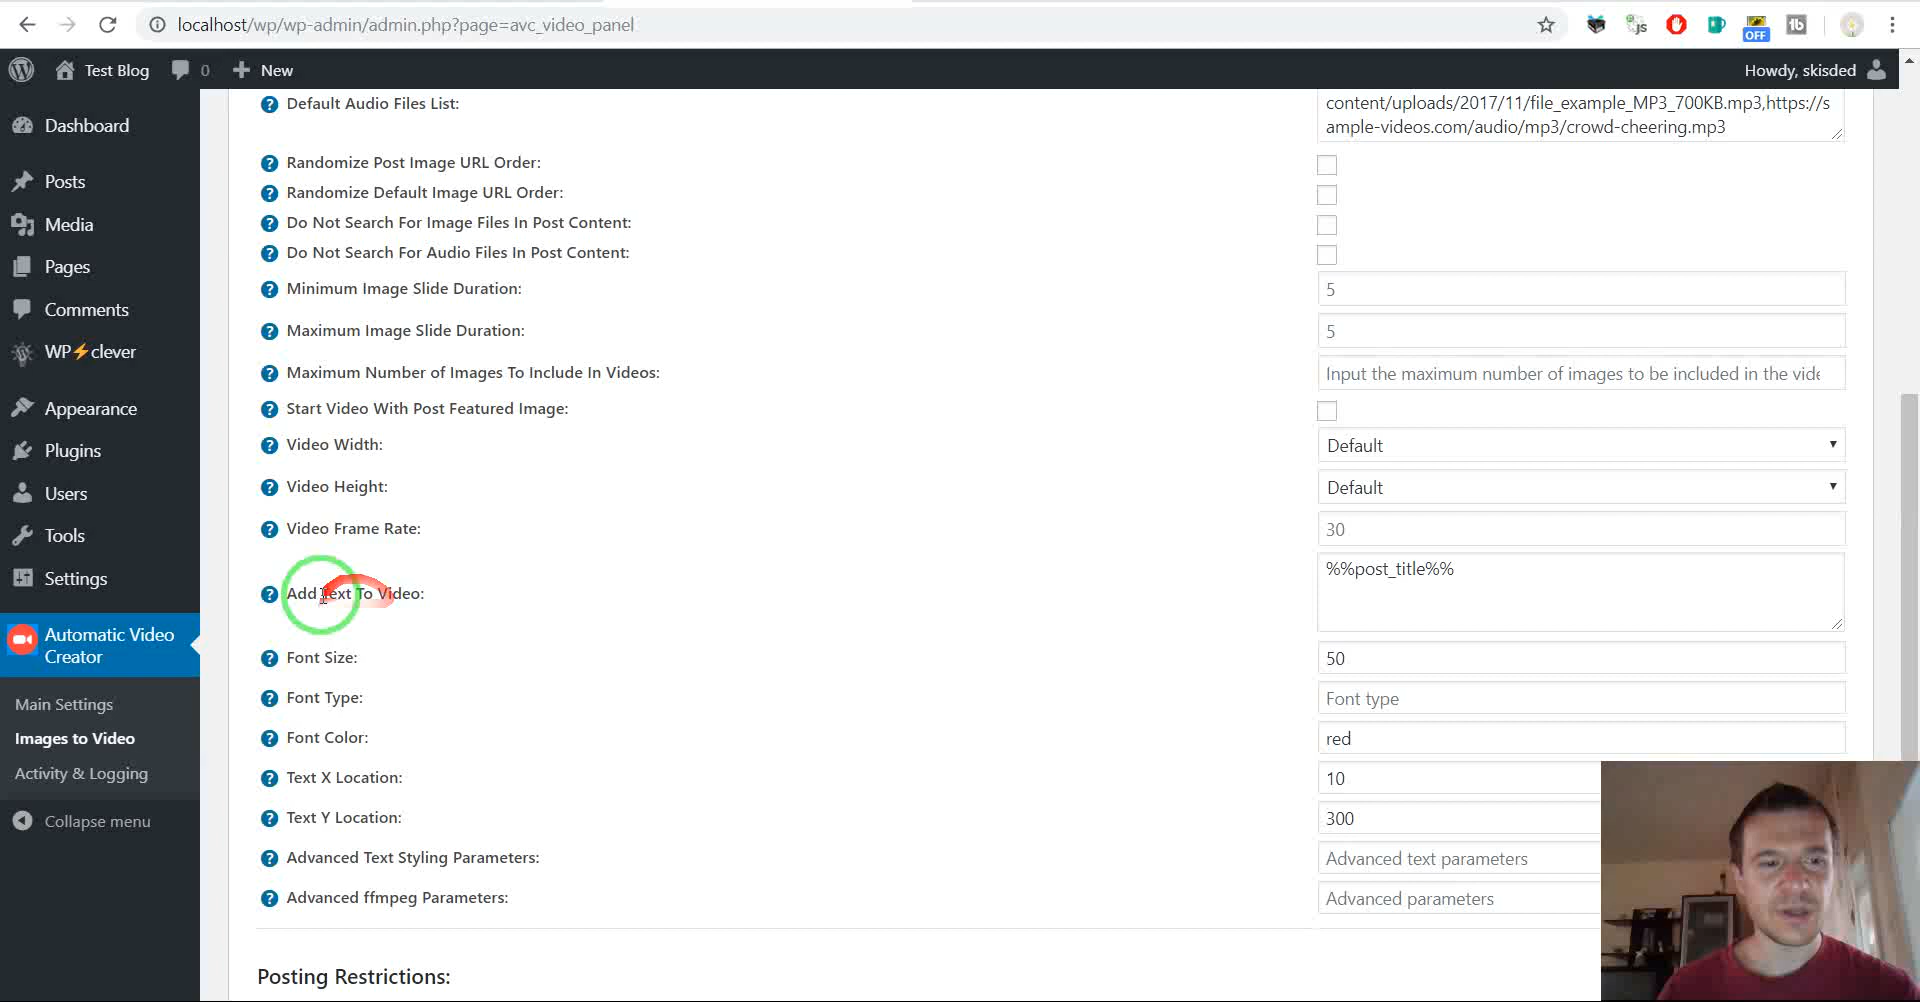 localhost/wp/wp-admin/admin.php?page=avc_video_panel
JS
OFF
Test Blog
0
New
Howdy, skisded
Dashboard
Posts
Media
Pages
Comments
WP⚡clever
Appearance
Plugins
Users
Tools
Settings
Automatic Video
Creator
Main Settings
Images to Video
Activity & Logging
Collapse menu
Default Audio Files List:
content/uploads/2017/11/file_example_MP3_700KB.mp3,https://s
ample-videos.com/audio/mp3/crowd-cheering.mp3
Randomize Post Image URL Order:
Randomize Default Image URL Order:
Do Not Search For Image Files In Post Content:
Do Not Search For Audio Files In Post Content:
Minimum Image Slide Duration:
5
Maximum Image Slide Duration:
5
Maximum Number of Images To Include In Videos:
Input the maximum number of images to be included in the vide
Start Video With Post Featured Image:
Video Width:
Default
Video Height:
Default
Video Frame Rate:
30
Add Text To Video:
%%post_title%%
Font Size:
50
Font Type:
Font type
Font Color:
red
Text X Location:
10
Text Y Location:
300
Advanced Text Styling Parameters:
Advanced text parameters
Advanced ffmpeg Parameters:
Advanced parameters
Posting Restrictions: